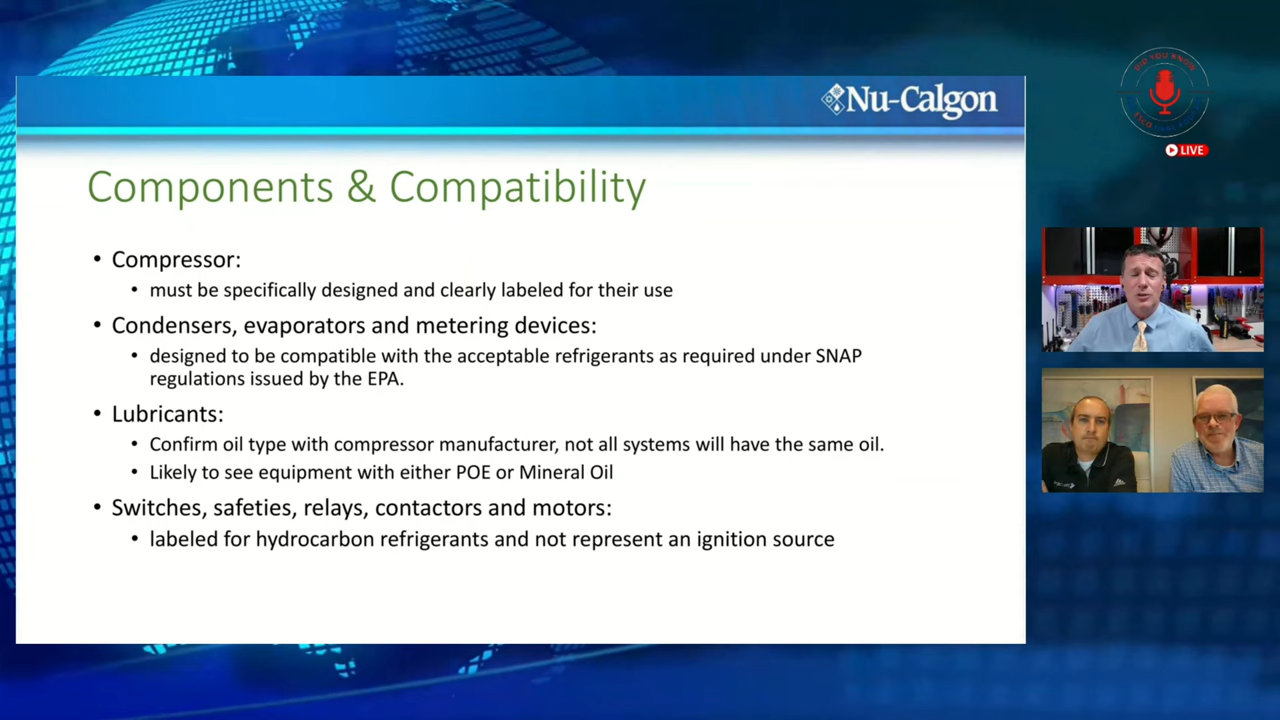 Nu-Calgon
DID YOU KNOW
LIVE
Components & Compatibility
• Compressor:
• must be specifically designed and clearly labeled for their use
• Condensers, evaporators and metering devices:
• designed to be compatible with the acceptable refrigerants as required under SNAP
regulations issued by the EPA.
• Lubricants:
• Confirm oil type with compressor manufacturer, not all systems will have the same oil.
• Likely to see equipment with either POE or Mineral Oil
• Switches, safeties, relays, contactors and motors:
• labeled for hydrocarbon refrigerants and not represent an ignition source